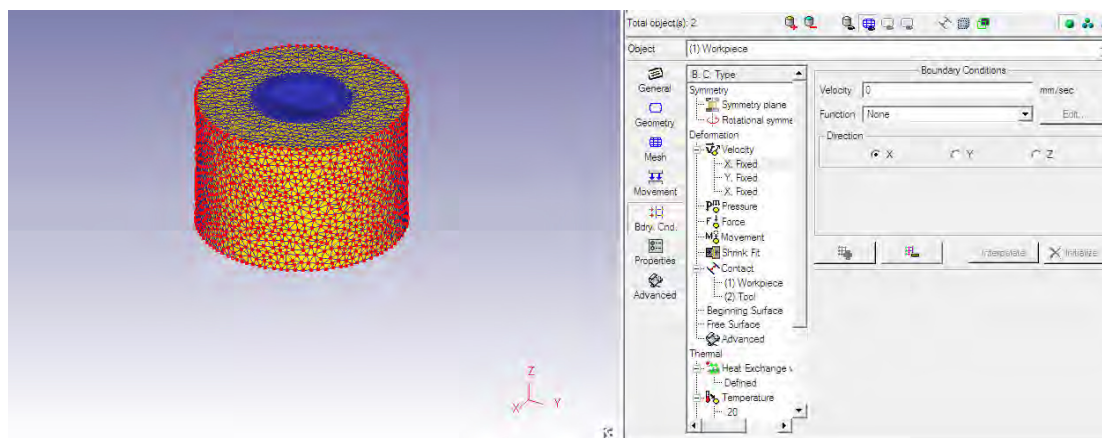 Total object(s): 2
Object (1) Workpiece
General
Geometry
Mesh
Movement
Bdry. Cnd.
Properties
Advanced
B. C. Type
Symmetry
Symmetry plane
Rotational symme
Deformation
Velocity
X. Fixed
Y. Fixed
X. Fixed
Pressure
Force
Movement
Shrink Fit
Contact
(1) Workpiece
(2) Tool
Beginning Surface
Free Surface
Advanced
Thermal
Heat Exchange v
Defined
Temperature
20
Boundary Conditions
Velocity 0 mm/sec
Function None Edit...
Direction
X Y Z
Interpolate Initialize
Z
X Y